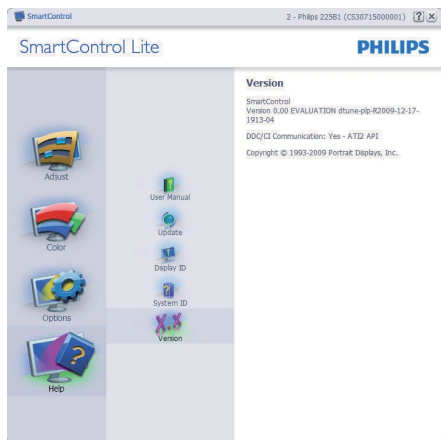 SmartControl
2 - Philips 225B1 (CS30715000001)
SmartControl Lite
PHILIPS
Adjust
Color
Options
Help
User Manual
Update
Display ID
System ID
X.X
Version
Version
SmartControl
Version 0.00 EVALUATION dtune-plp-R2009-12-17-
1913-04
DDC/CI Communication: Yes - ATI2 API
Copyright © 1993-2009 Portrait Displays, Inc.